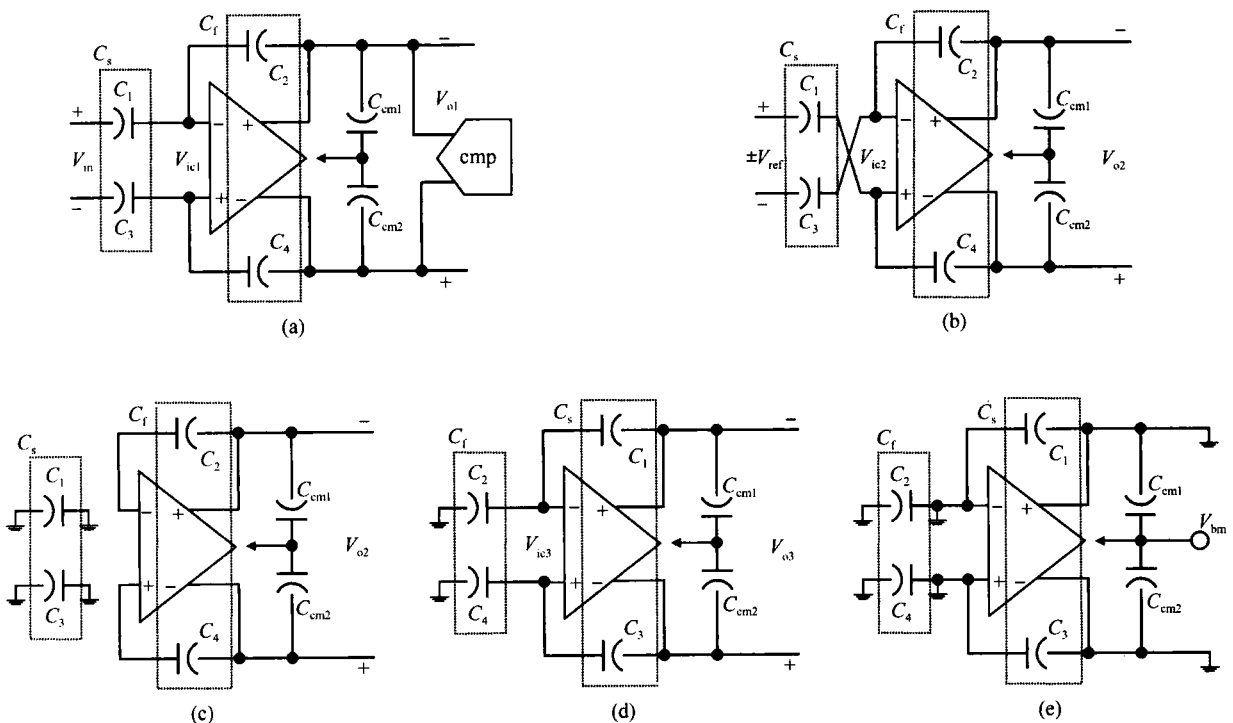 C_f
−
C_s
C_2
C_1
C_cm1
V_o1
+
−
+
V_in
V_ic1
cmp
−
+
−
C_3
C_4
C_cm2
+
(a)
C_f
−
C_s
C_2
C_1
C_cm1
+
−
+
±V_ref
V_ic2
V_o2
−
+
−
C_3
C_4
C_cm2
+
(b)
C_f
−
C_s
C_2
C_1
C_cm1
−
+
V_o2
+
−
C_3
C_4
C_cm2
+
(c)
C_s
−
C_f
C_1
C_2
C_cm1
−
+
V_ic3
V_o3
+
−
C_4
C_3
C_cm2
+
(d)
C_s
C_f
C_1
C_2
C_cm1
−
+
V_bm
+
−
C_4
C_3
C_cm2
(e)